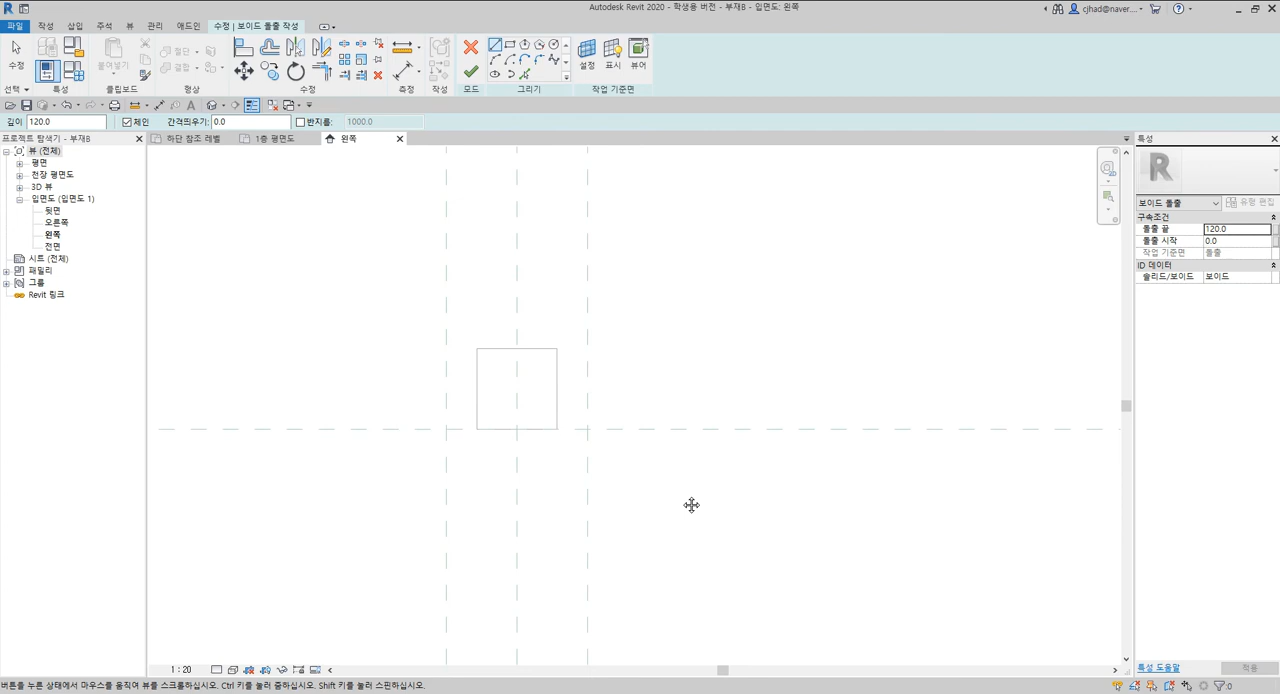 Autodesk Revit 2020 - 학생용 버전 - 부재B - 입면도: 왼쪽
cjhad@naver....
파일 작성 삽입 주석 뷰 관리 애드인 수정 | 보이드 돌출 작성
수정
붙여넣기
절단
결합
설정 표시 뷰어
선택 특성 클립보드 형상 수정 측정 작성 모드 그리기 작업 기준면
깊이 120.0 체인 간격띄우기: 0.0 반지름: 1000.0
프로젝트 탐색기 - 부재B
하단 참조 레벨 1층 평면도 왼쪽
특성
뷰 (전체)
평면
천장 평면도
3D 뷰
입면도 (입면도 1)
뒷면
오른쪽
왼쪽
전면
시트 (전체)
패밀리
그룹
Revit 링크
2D
R
보이드 돌출 유형 편집
구속조건
돌출 끝 120.0
돌출 시작 0.0
작업 기준면 돌출
ID 데이터
솔리드/보이드 보이드
1 : 20
특성 도움말 적용
버튼을 누른 상태에서 마우스를 움직여 뷰를 스크롤하십시오. Ctrl 키를 눌러 줌하십시오. Shift 키를 눌러 스핀하십시오.
:0